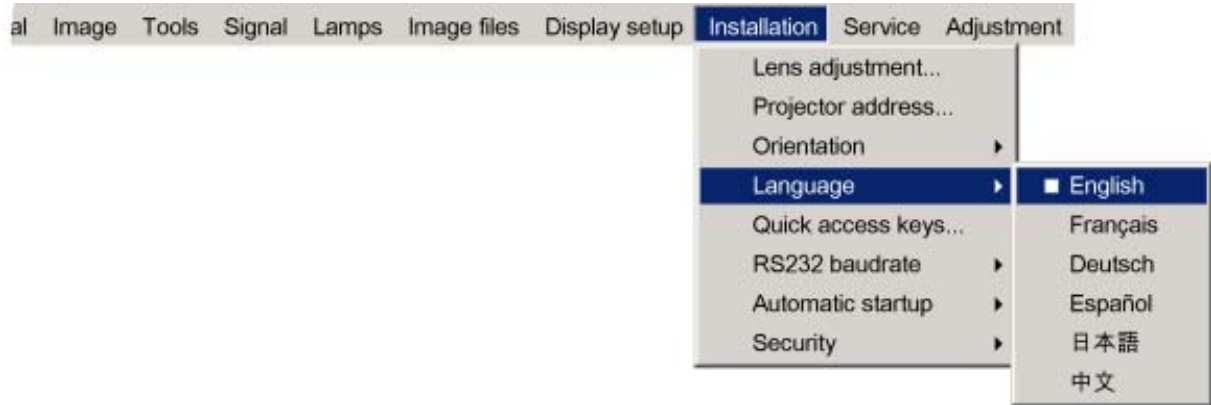 al Image Tools Signal Lamps Image files Display setup Installation Service Adjustment
Lens adjustment...
Projector address...
Orientation
Language
Quick access keys...
RS232 baudrate
Automatic startup
Security
English
Français
Deutsch
Español
日本語
中文